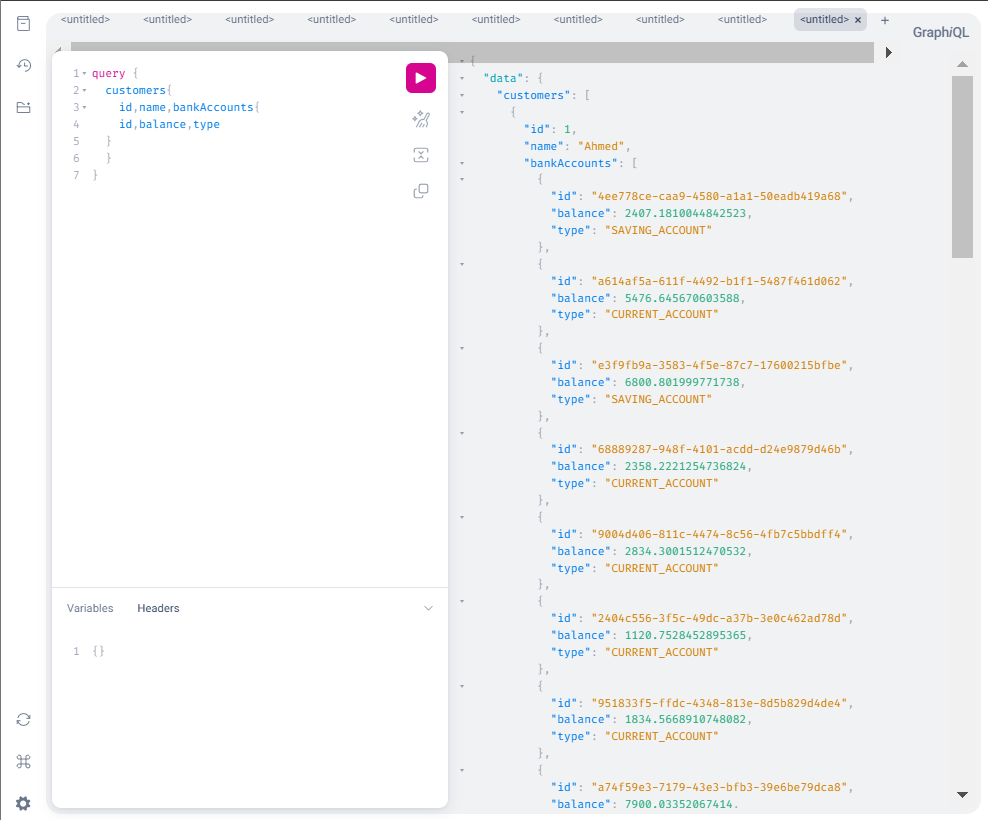 <untitled> <untitled> <untitled> <untitled> <untitled> <untitled> <untitled> <untitled> <untitled> <untitled> × +
GraphiQL
1 query {
2 customers{
3 id,name,bankAccounts{
4 id,balance,type
5 }
6 }
7 }
Variables Headers
1 {}
{
"data": {
"customers": [
{
"id": 1,
"name": "Ahmed",
"bankAccounts": [
{
"id": "4ee778ce-caa9-4580-a1a1-50eadb419a68",
"balance": 2407.1810044842523,
"type": "SAVING_ACCOUNT"
},
{
"id": "a614af5a-611f-4492-b1f1-5487f461d062",
"balance": 5476.645670603588,
"type": "CURRENT_ACCOUNT"
},
{
"id": "e3f9fb9a-3583-4f5e-87c7-17600215bfbe",
"balance": 6800.801999771738,
"type": "SAVING_ACCOUNT"
},
{
"id": "68889287-948f-4101-acdd-d24e9879d46b",
"balance": 2358.2221254736824,
"type": "CURRENT_ACCOUNT"
},
{
"id": "9004d406-811c-4474-8c56-4fb7c5bbdff4",
"balance": 2834.3001512470532,
"type": "CURRENT_ACCOUNT"
},
{
"id": "2404c556-3f5c-49dc-a37b-3e0c462ad78d",
"balance": 1120.7528452895365,
"type": "CURRENT_ACCOUNT"
},
{
"id": "951833f5-ffdc-4348-813e-8d5b829d4de4",
"balance": 1834.5668910748082,
"type": "CURRENT_ACCOUNT"
},
{
"id": "a74f59e3-7179-43e3-bfb3-39e6be79dca8",
"balance": 7900.03352067414,